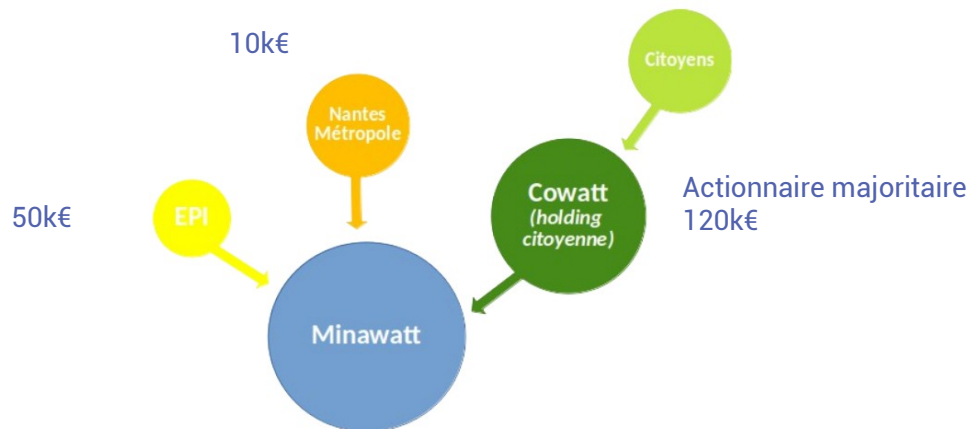 10k€
Citoyens
Nantes
Métropole
Cowatt
(holding
citoyenne)
Actionnaire majoritaire
120k€
50k€
EPI
Minawatt